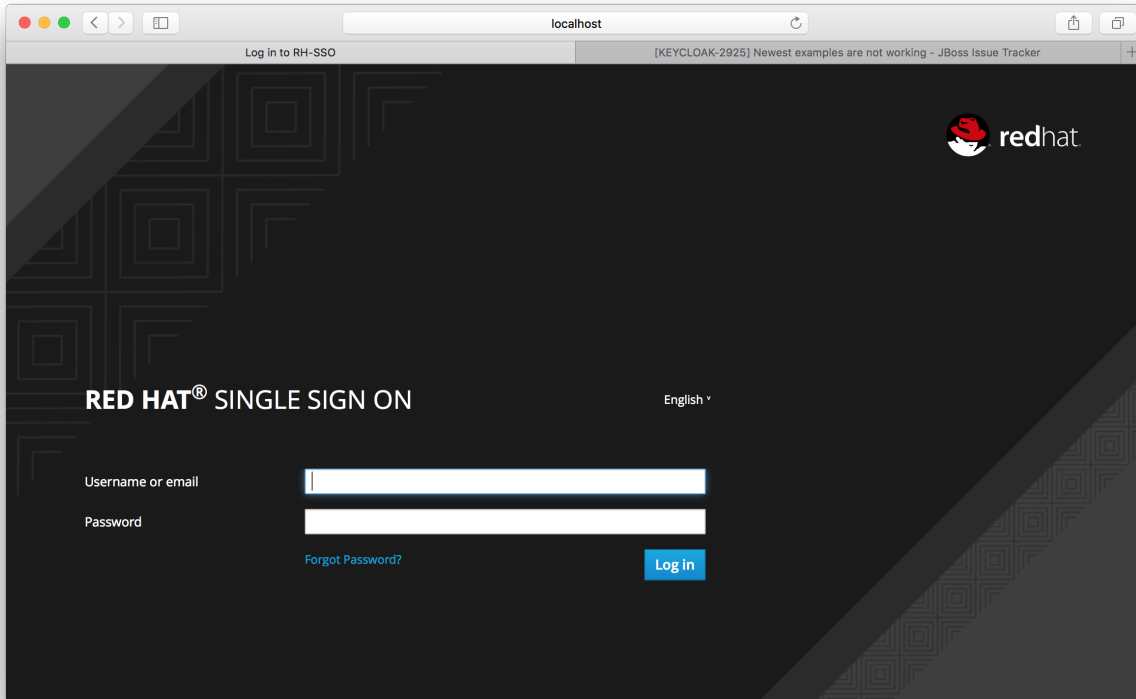 localhost
Log in to RH-SSO
[KEYCLOAK-2925] Newest examples are not working - JBoss Issue Tracker
redhat.
RED HAT® SINGLE SIGN ON
English
Username or email
Password
Forgot Password?
Log in